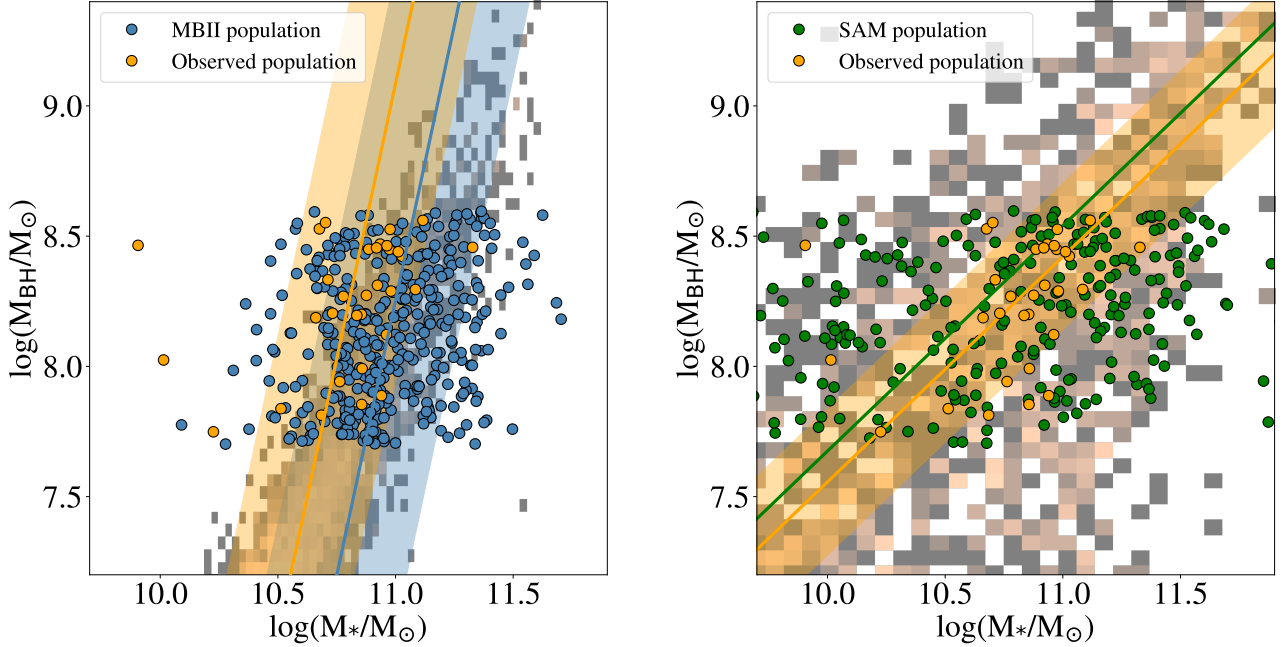 MBII population
Observed population
9.0
8.5
8.0
7.5
log(M_BH/M_⊙)
10.0 10.5 11.0 11.5
log(M*/M_⊙)
SAM population
Observed population
9.0
8.5
8.0
7.5
log(M_BH/M_⊙)
10.0 10.5 11.0 11.5
log(M*/M_⊙)